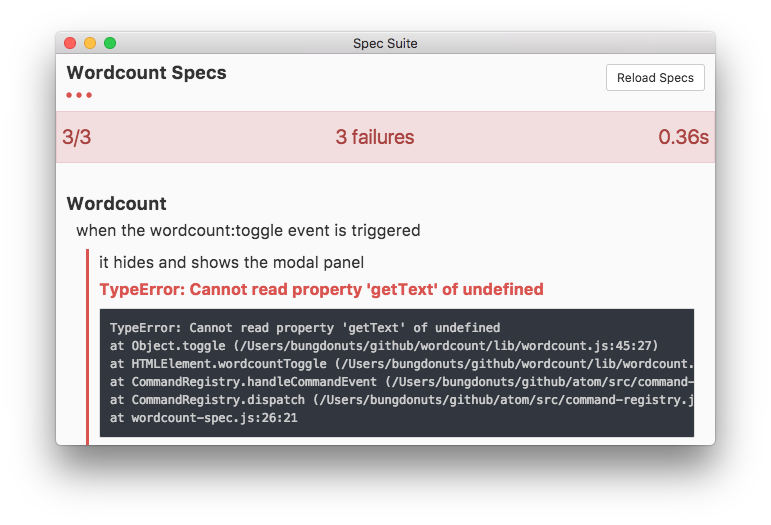 Spec Suite
Wordcount Specs
Reload Specs
3/3 3 failures 0.36s
Wordcount
when the wordcount:toggle event is triggered
it hides and shows the modal panel
TypeError: Cannot read property 'getText' of undefined
TypeError: Cannot read property 'getText' of undefined
at Object.toggle (/Users/bungdonuts/github/wordcount/lib/wordcount.js:45:27)
at HTMLElement.wordcountToggle (/Users/bungdonuts/github/wordcount/lib/wordcount.
at CommandRegistry.handleCommandEvent (/Users/bungdonuts/github/atom/src/command-
at CommandRegistry.dispatch (/Users/bungdonuts/github/atom/src/command-registry.j
at wordcount-spec.js:26:21